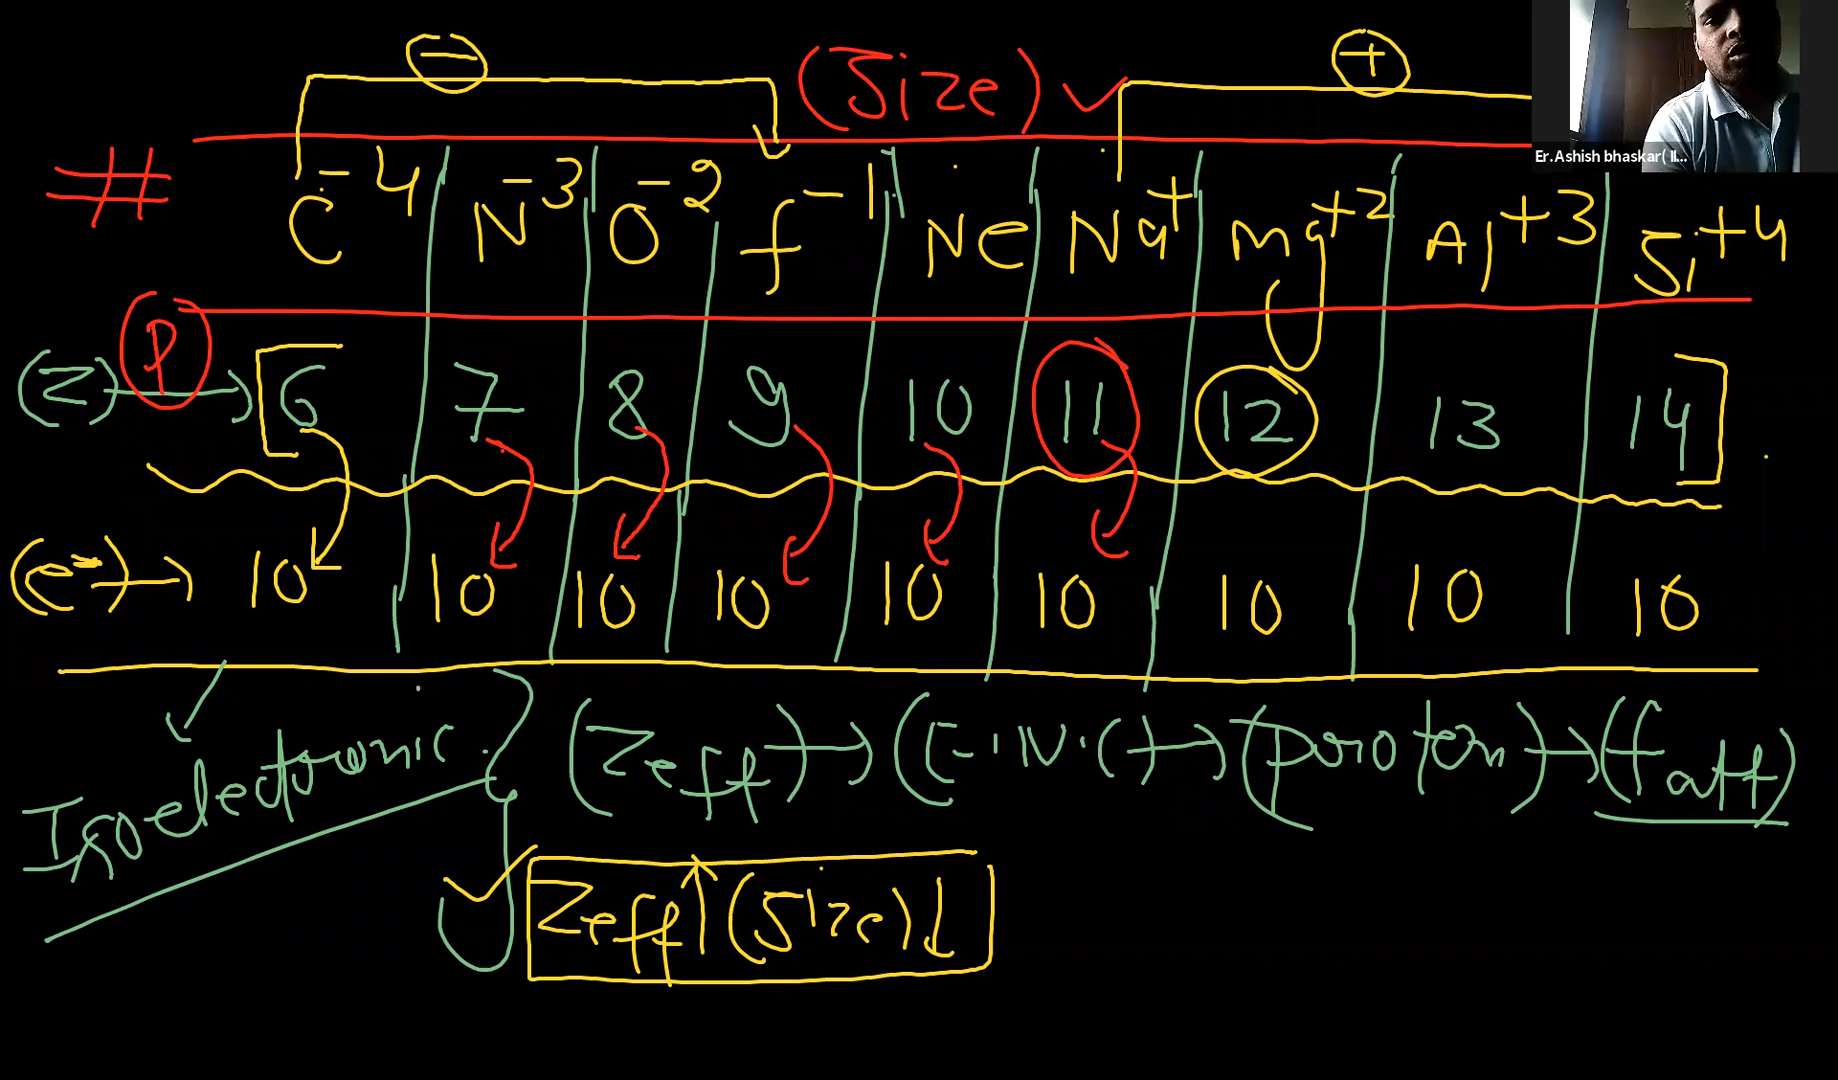 (-) (Size) ✓ (+)
Er.Ashish bhaskar( II...
# C-4 N-3 O-2 f-1 Ne Na+ Mg+2 Al+3 Si+4
(Z) P → [6 7 8 9 10 11 12 13 14]
(e-) → 10 10 10 10 10 10 10 10 10
Isoelectronic (Zeff) → (E.N.C) → (Proton) → (fatt)
✓ Zeff↑ (Size)↓